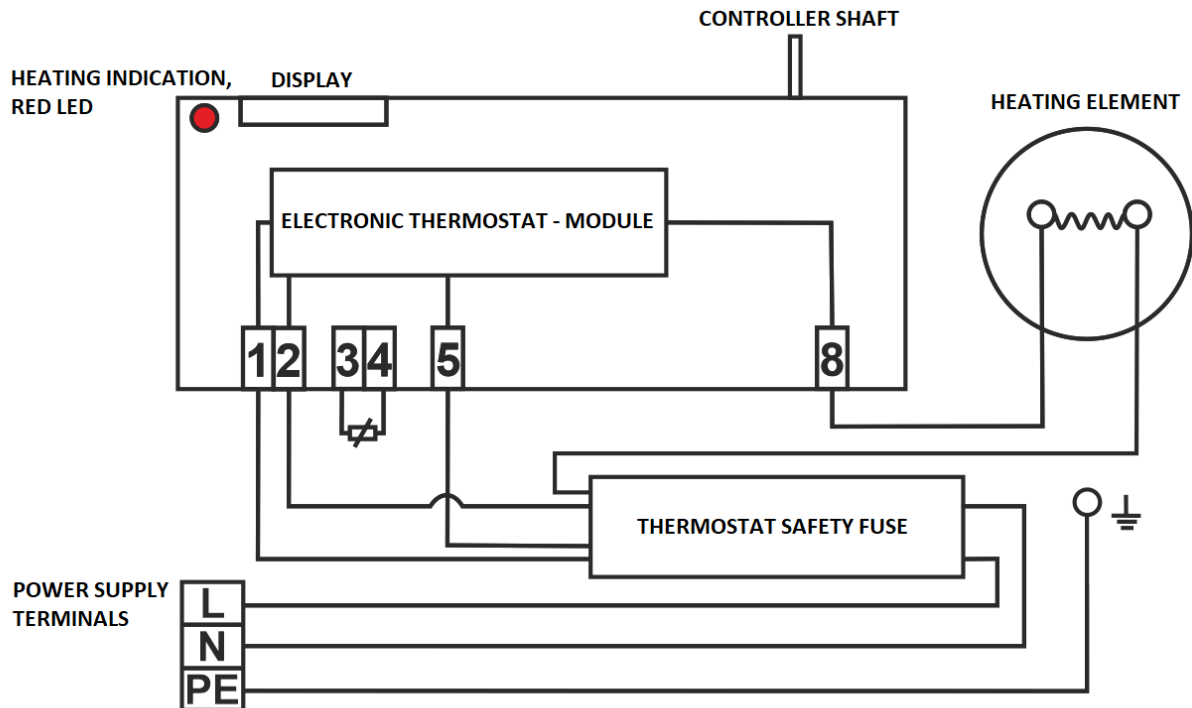 CONTROLLER SHAFT
HEATING INDICATION,
RED LED
DISPLAY
HEATING ELEMENT
ELECTRONIC THERMOSTAT - MODULE
1 2 3 4 5 8
THERMOSTAT SAFETY FUSE
POWER SUPPLY
TERMINALS
L
N
PE